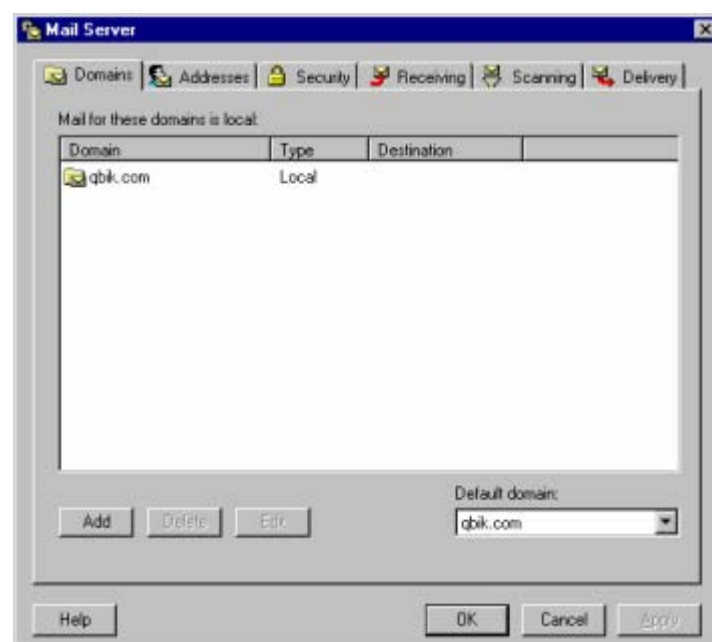 Mail Server
Domains Addresses Security Receiving Scanning Delivery
Mail for these domains is local:
Domain Type Destination
qbik.com Local
Default domain:
Add Delete Edit qbik.com
Help OK Cancel Apply